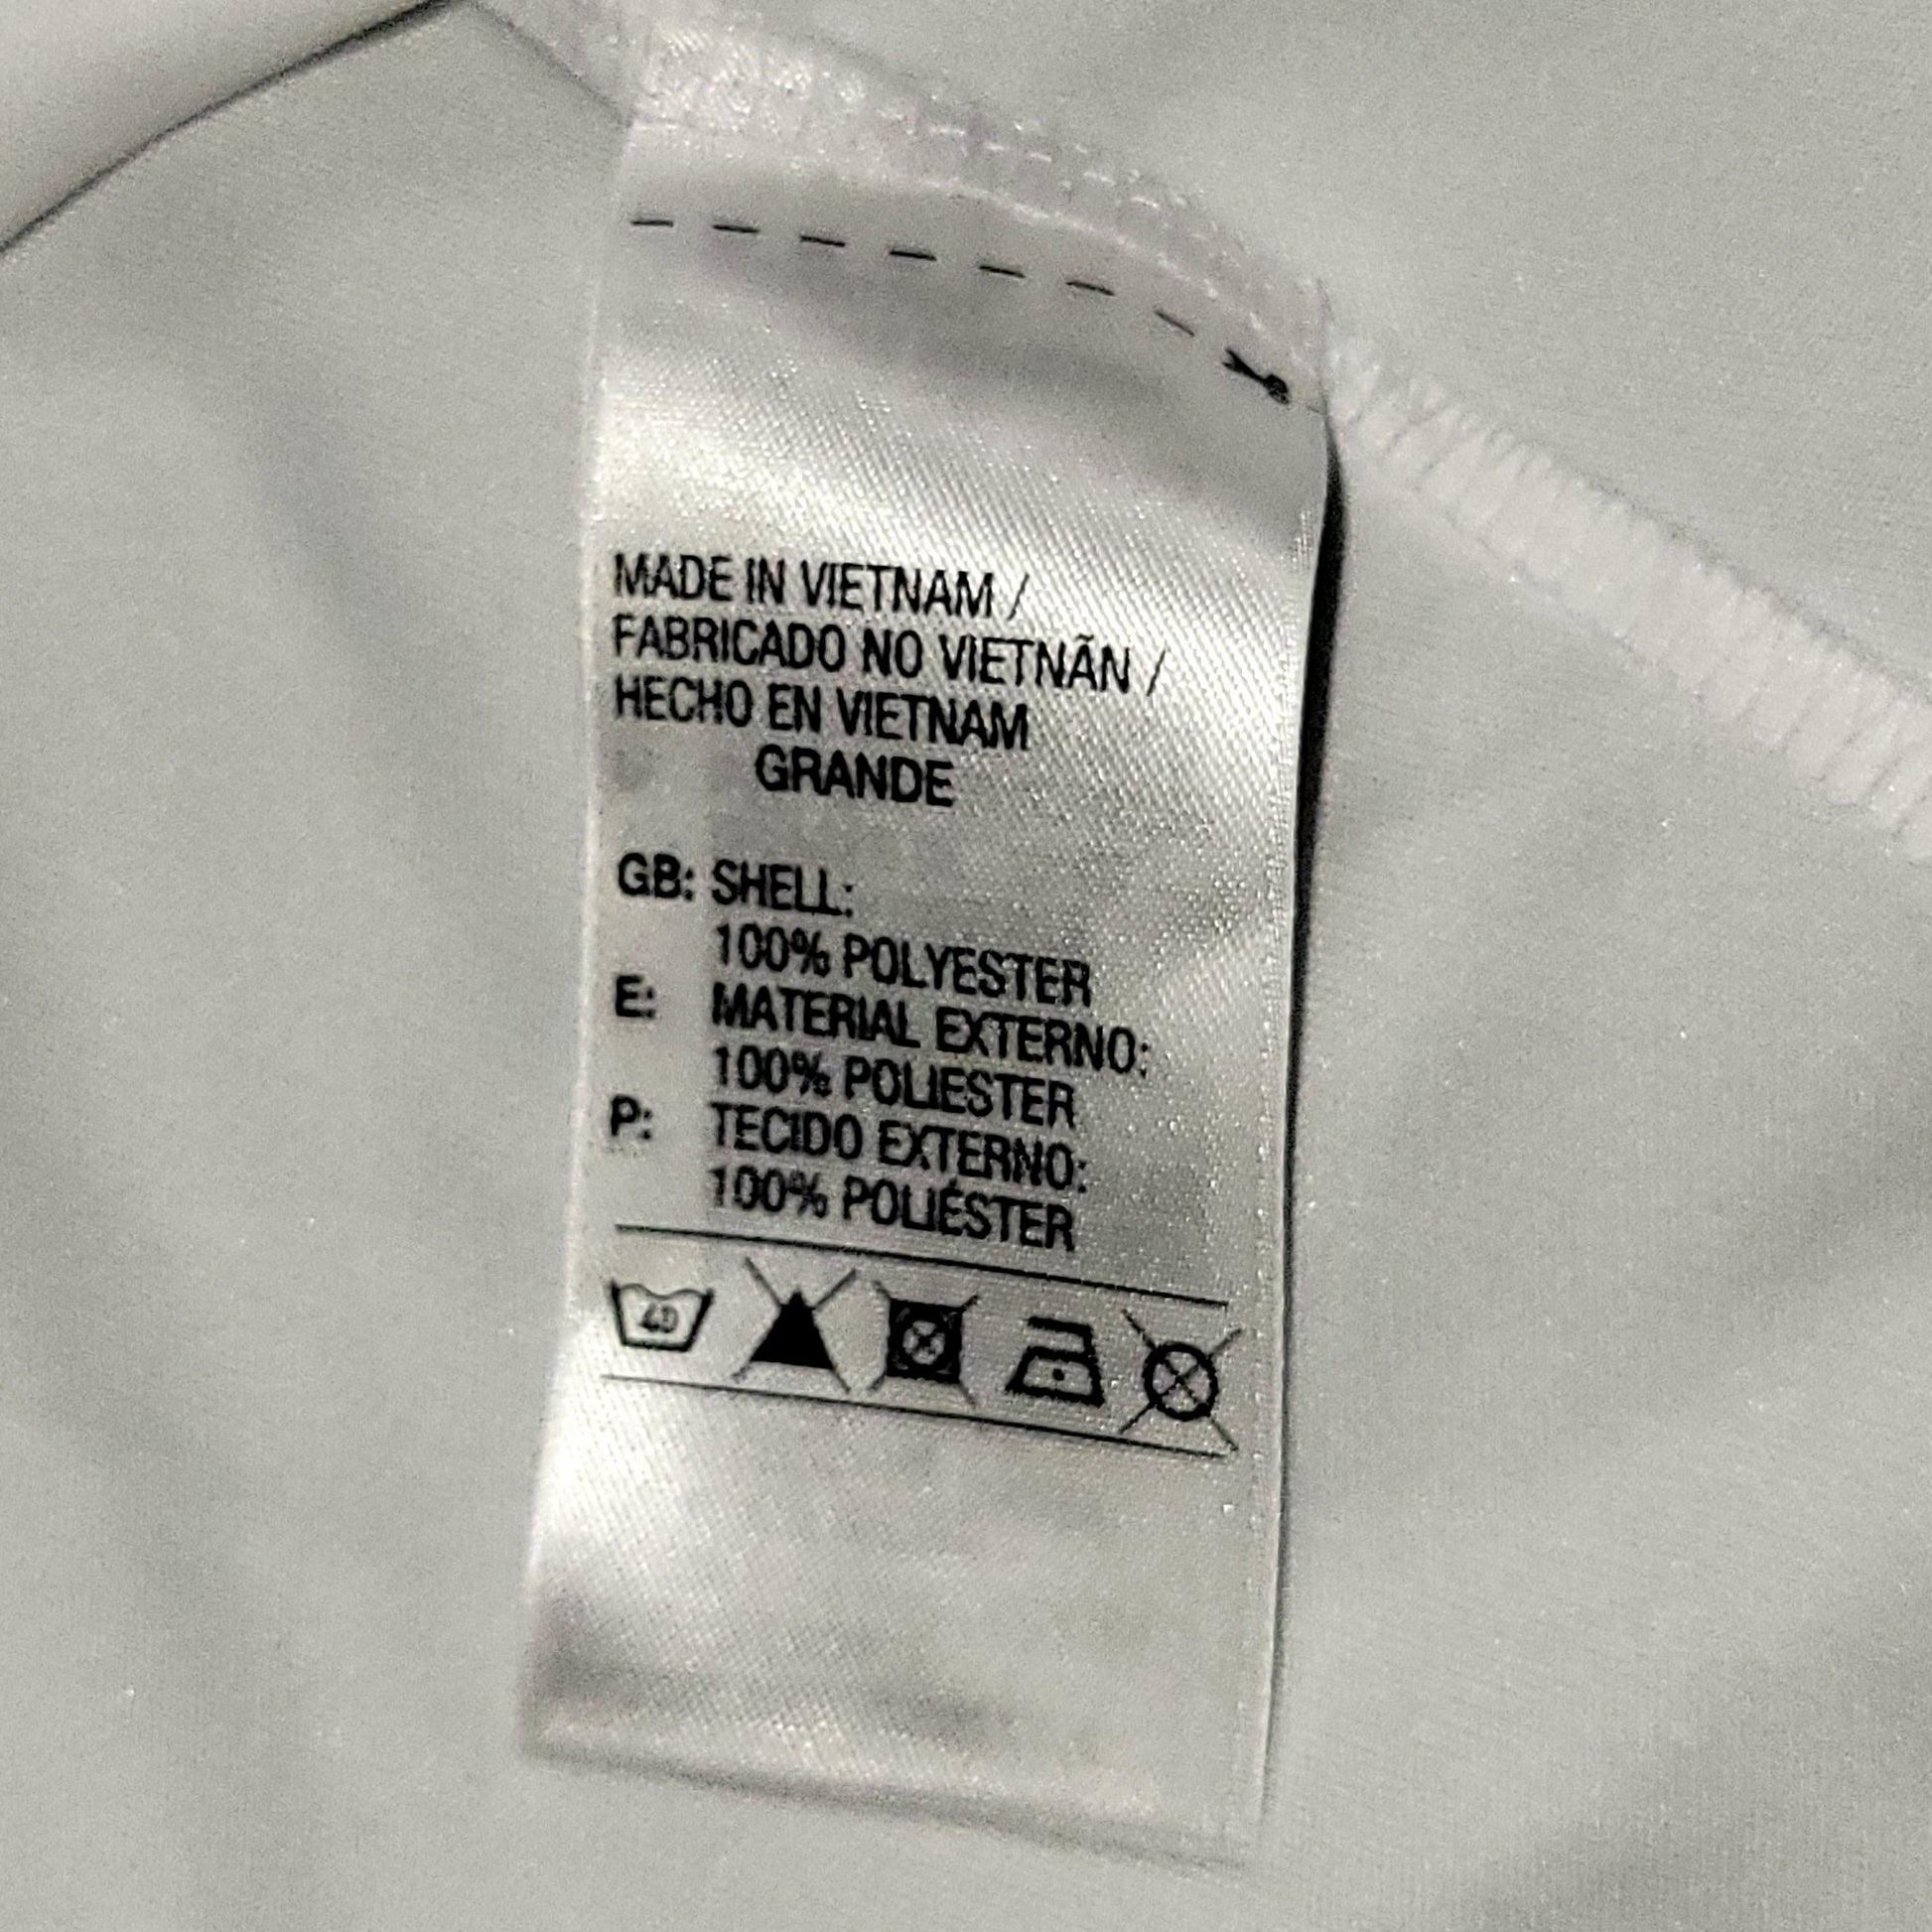 MADE IN VIETNAM /
FABRICADO NO VIETNÃN /
HECHO EN VIETNAM
GRANDE
GB: SHELL:
100% POLYESTER
E: MATERIAL EXTERNO:
100% POLIESTER
P: TECIDO EXTERNO:
100% POLIÉSTER
40